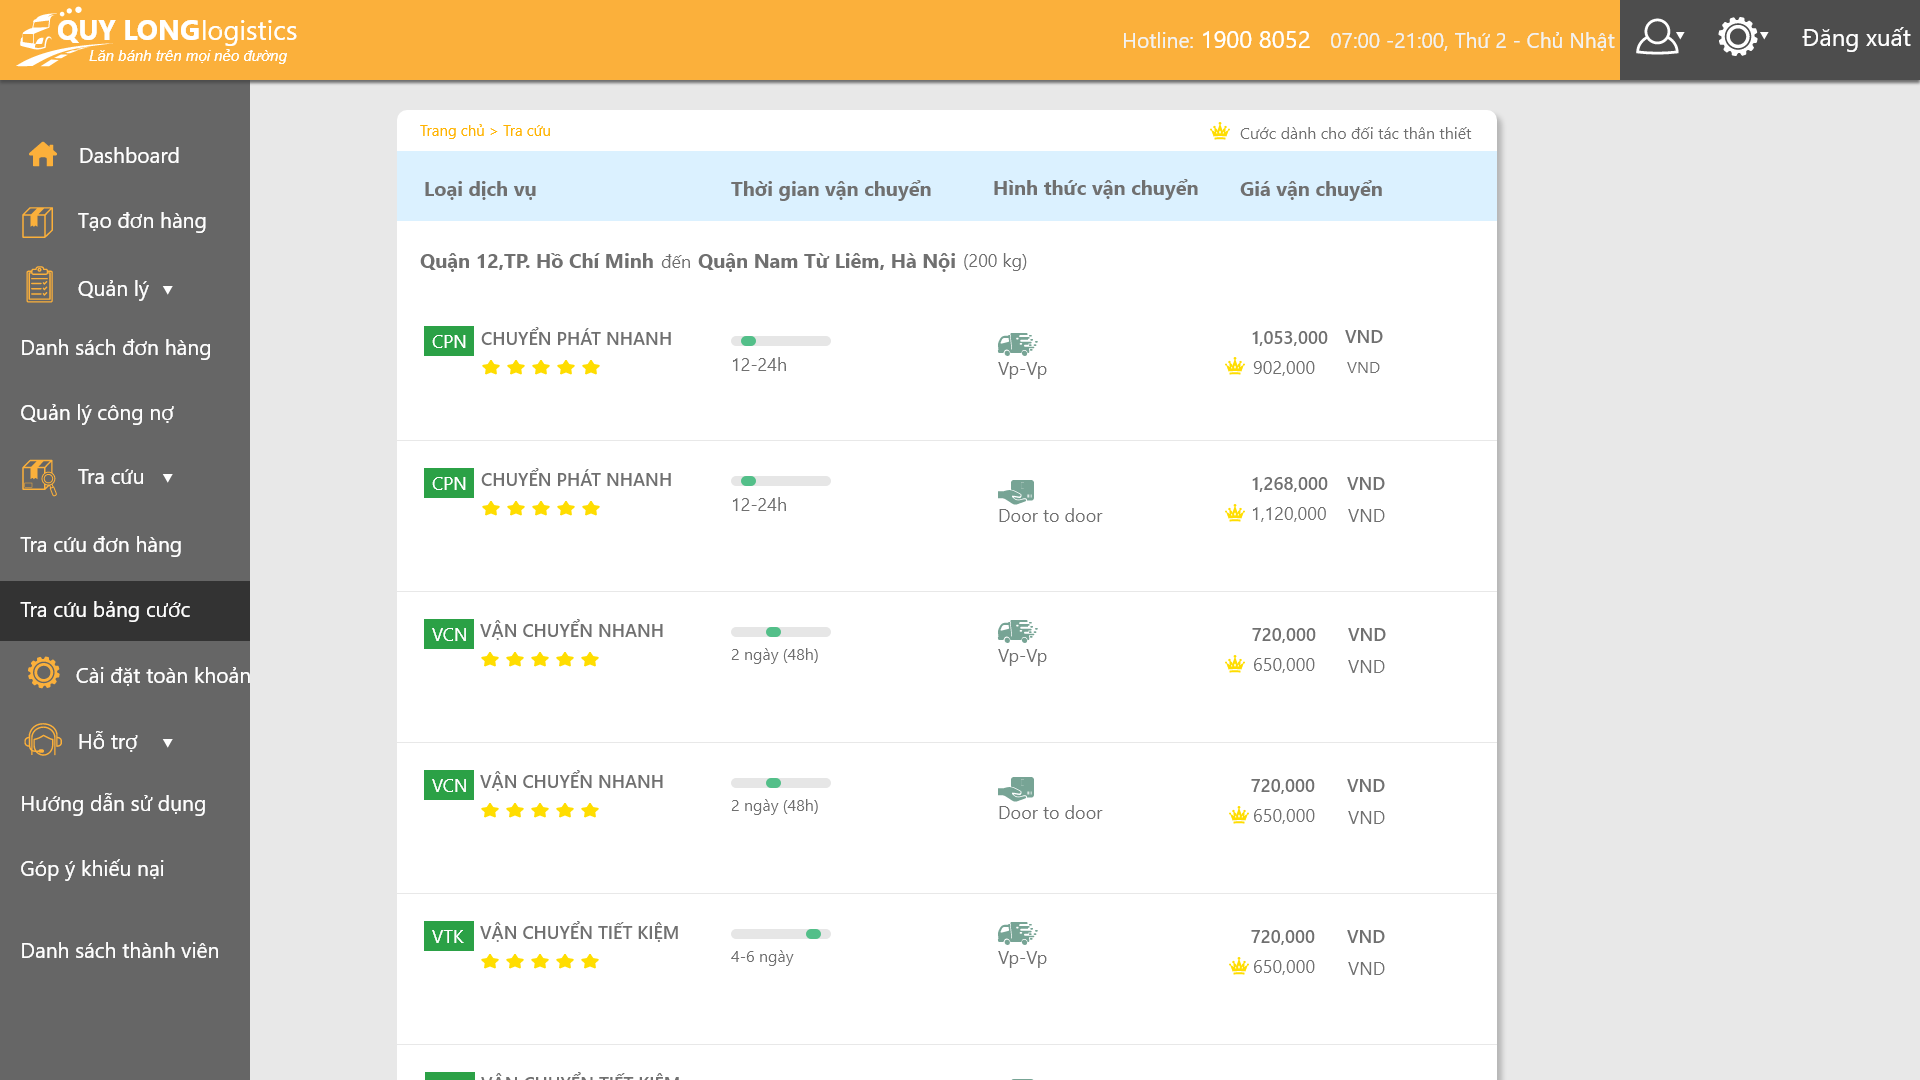 QUY LONGlogistics
Lăn bánh trên mọi nẻo đường
Hotline: 1900 8052 07:00 -21:00, Thứ 2 - Chủ Nhật
Đăng xuất
Dashboard
Tạo đơn hàng
Quản lý
Danh sách đơn hàng
Quản lý công nợ
Tra cứu
Tra cứu đơn hàng
Tra cứu bảng cước
Cài đặt toàn khoản
Hỗ trợ
Hướng dẫn sử dụng
Góp ý khiếu nại
Danh sách thành viên
Trang chủ > Tra cứu
Cước dành cho đối tác thân thiết
Loại dịch vụ Thời gian vận chuyển Hình thức vận chuyển Giá vận chuyển
Quận 12,TP. Hồ Chí Minh đến Quận Nam Từ Liêm, Hà Nội (200 kg)
CPN CHUYỂN PHÁT NHANH
12-24h
Vp-Vp
1,053,000 VND
902,000 VND
CPN CHUYỂN PHÁT NHANH
12-24h
Door to door
1,268,000 VND
1,120,000 VND
VCN VẬN CHUYỂN NHANH
2 ngày (48h)
Vp-Vp
720,000 VND
650,000 VND
VCN VẬN CHUYỂN NHANH
2 ngày (48h)
Door to door
720,000 VND
650,000 VND
VTK VẬN CHUYỂN TIẾT KIỆM
4-6 ngày
Vp-Vp
720,000 VND
650,000 VND
VẬN CHUYỂN TIẾT KIỆM